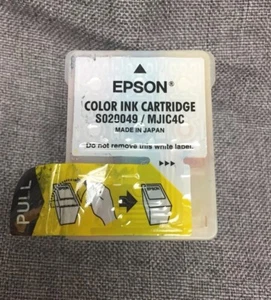 EPSON®
COLOR INK CARTRIDGE
S020049 / MJIC4C
MADE IN JAPAN
Do not remove this white label.
PULL